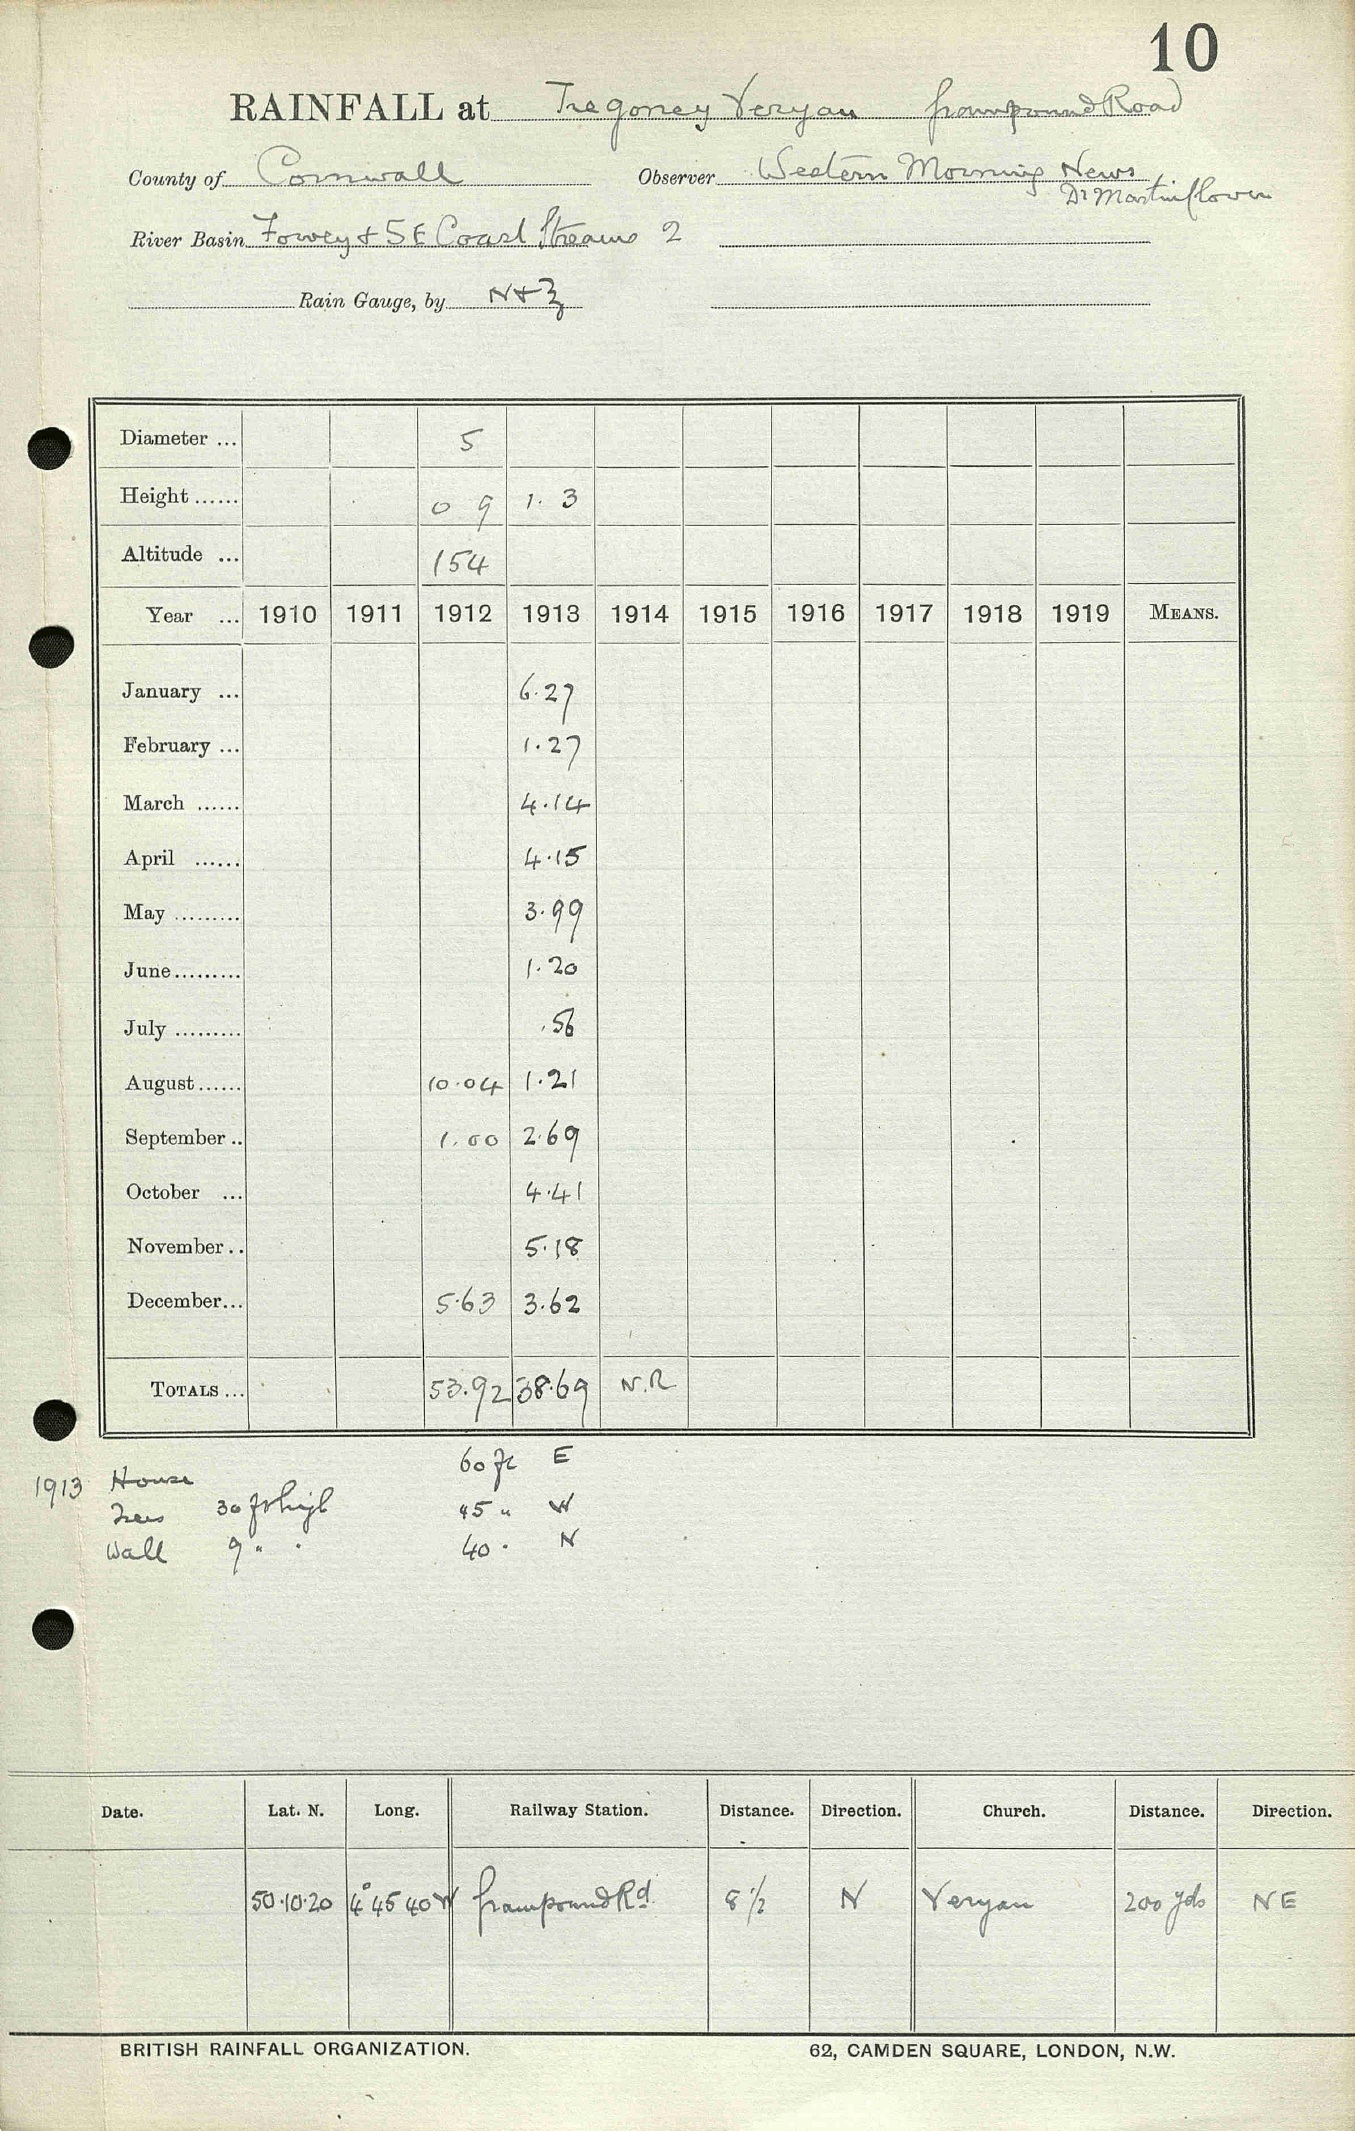 10
RAINFALL at Tregoney Veryan Grampound Road
County of Cornwall Observer Western Morning News
Dr Martin
River Basin Fowey & SE Coast Streams 2
Rain Gauge, by N & Z
Diameter ... 5
Height ...... 0 9 1. 3
Altitude ... 154
Year ... 1910 1911 1912 1913 1914 1915 1916 1917 1918 1919 MEANS.
January ... 6.27
February ... 1.27
March ...... 4.14
April ...... 4.15
May ......... 3.99
June......... 1.20
July ......... .56
August...... 10.04 1.21
September .. 1.00 2.69
October ... 4.41
November .. 5.18
December... 5.63 3.62
TOTALS ... 53.92 38.69 N.R
1913 House 60 ft E
Trees 30 ft high 45 " W
Wall 9 " " 40 " N
Date. Lat. N. Long. Railway Station. Distance. Direction. Church. Distance. Direction.
50.10.20 4° 45 40 W Grampound Rd. 8 1/2 N Veryan 200 yds NE
BRITISH RAINFALL ORGANIZATION. 62, CAMDEN SQUARE, LONDON, N.W.